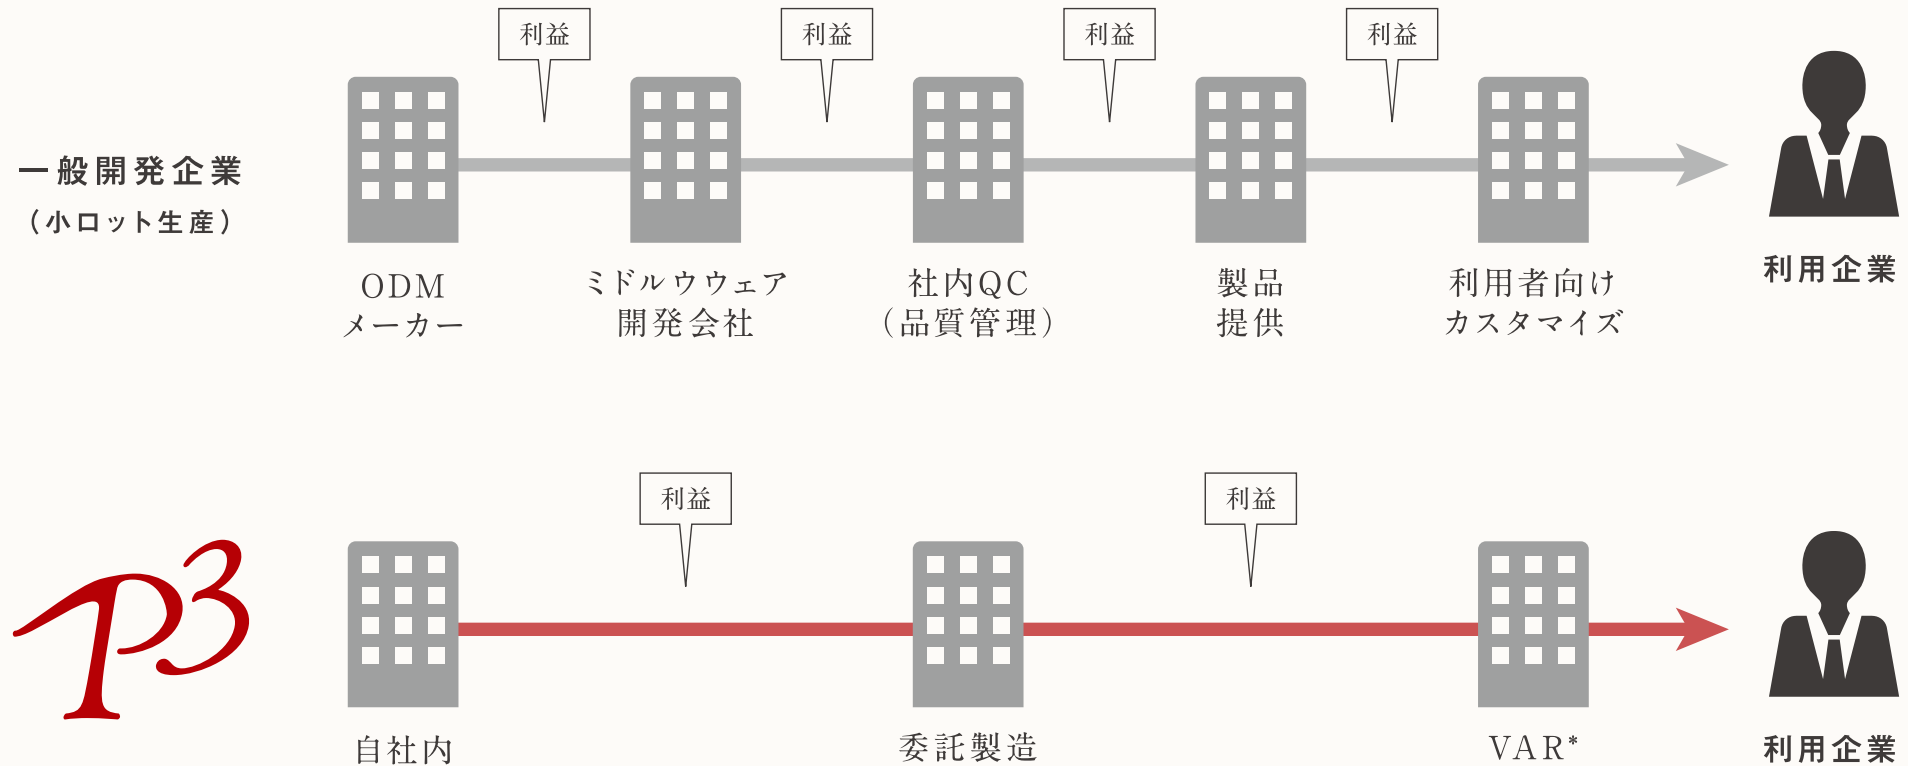 利益
利益
利益
利益
一般開発企業
（小ロット生産）
ODM
メーカー
ミドルウウェア
開発会社
社内QC
（品質管理）
製品
提供
利用者向け
カスタマイズ
利用企業
利益
利益
P3
自社内
委託製造
VAR*
利用企業